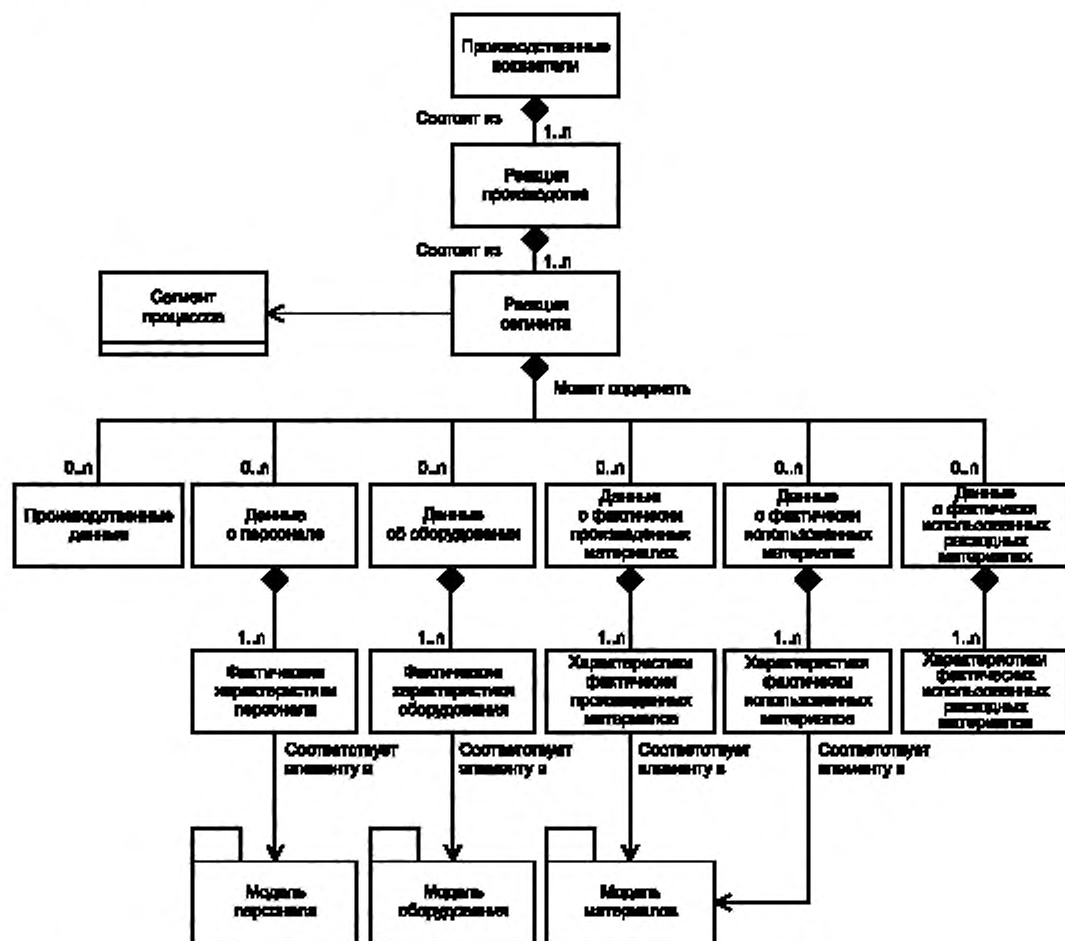 Производственные
показатели
Состоит из
1..n
Реакция
производства
Состоит из
1..n
Сегмент
процессов
Реакция
сегмента
Может содержать
0..n
0..n
0..n
0..n
0..n
0..n
Производственные
данные
Данные
о персонале
Данные
об оборудовании
Данные
о фактически
произведенных
материалах
Данные
о фактически
использованных
материалах
Данные
о фактически
использованных
расходных
материалах
1..n
1..n
1..n
1..n
1..n
Фактические
характеристики
персонала
Фактические
характеристики
оборудования
Характеристики
фактически
произведенных
материалов
Характеристики
фактически
использованных
материалов
Характеристики
фактических
использованных
расходных
материалов
Соответствует
элементу в
Соответствует
элементу в
Соответствует
элементу в
Соответствует
элементу в
Модель
персонала
Модель
оборудования
Модель
материалов